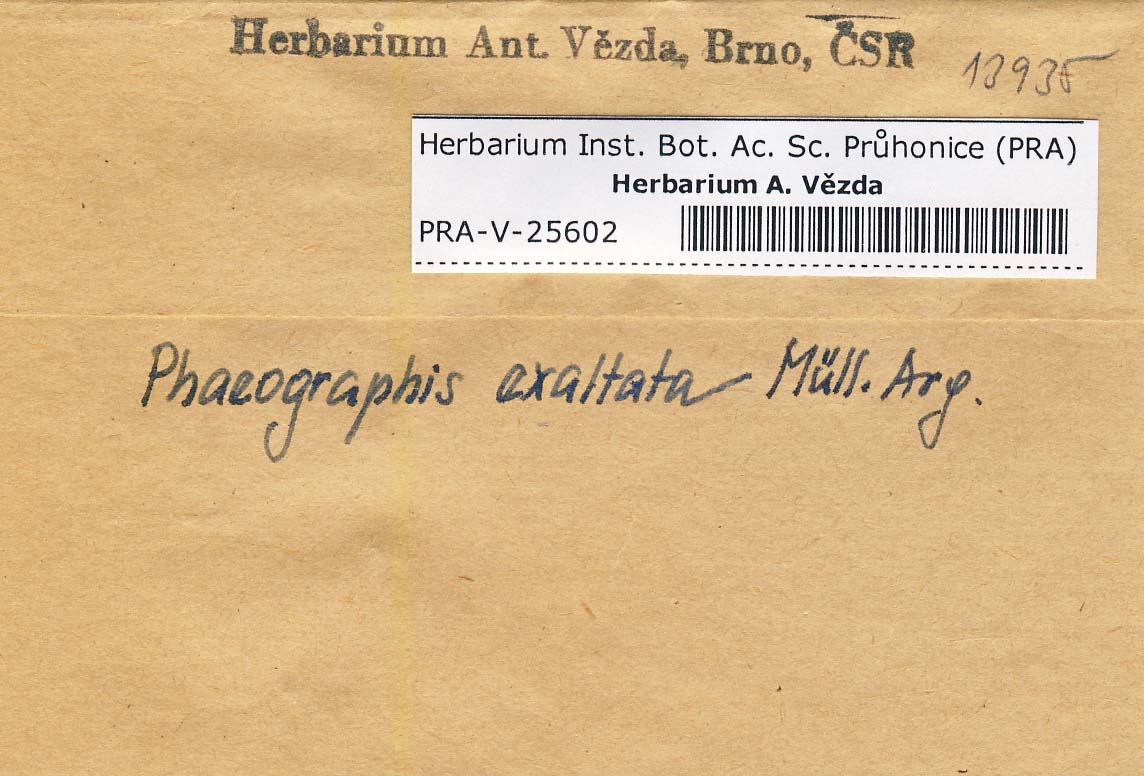 Herbarium Ant. Vězda, Brno, ČSR 13935
Herbarium Inst. Bot. Ac. Sc. Průhonice (PRA)
Herbarium A. Vězda
PRA-V-25602
Phaeographis exaltata Müll. Arg.